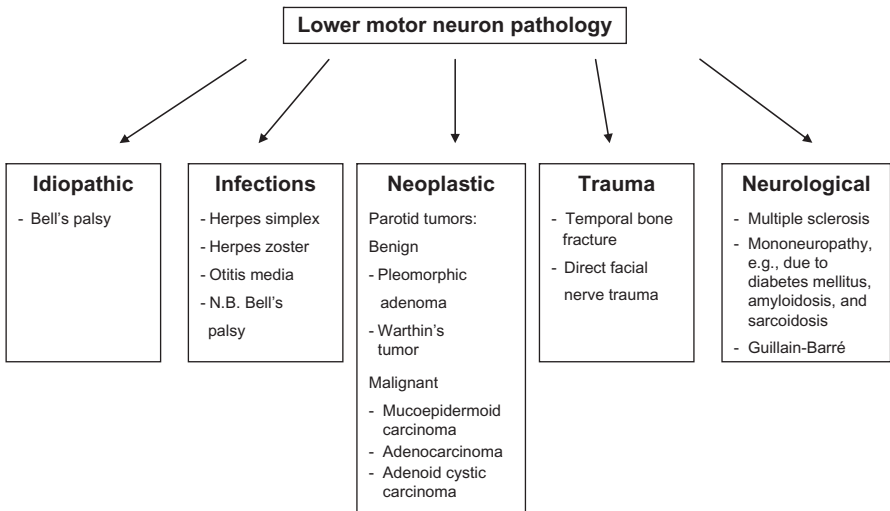 Lower motor neuron pathology
Idiopathic
- Bell's palsy
Infections
- Herpes simplex
- Herpes zoster
- Otitis media
- N.B. Bell's
palsy
Neoplastic
Parotid tumors:
Benign
- Pleomorphic
adenoma
- Warthin's
tumor
Malignant
- Mucoepidermoid
carcinoma
- Adenocarcinoma
- Adenoid cystic
carcinoma
Trauma
- Temporal bone
fracture
- Direct facial
nerve trauma
Neurological
- Multiple sclerosis
- Mononeuropathy,
e.g., due to
diabetes mellitus,
amyloidosis, and
sarcoidosis
- Guillain-Barré